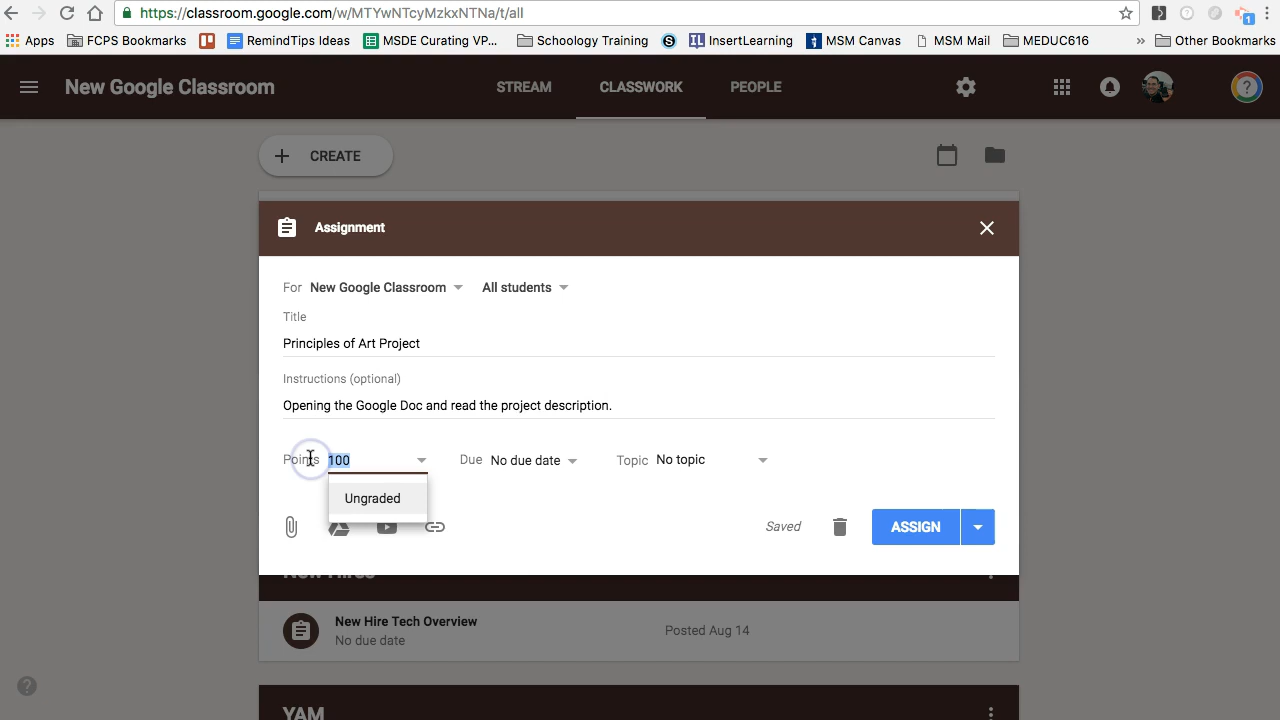 https://classroom.google.com/w/MTYwNTcyMzkxNTNa/t/all
1
Apps FCPS Bookmarks RemindTips Ideas MSDE Curating VP... Schoology Training InsertLearning MSM Canvas MSM Mail MEDUC616 » Other Bookmarks
New Google Classroom STREAM CLASSWORK PEOPLE
+ CREATE
Assignment
For New Google Classroom All students
Title
Principles of Art Project
Instructions (optional)
Opening the Google Doc and read the project description.
Points 100 Due No due date Topic No topic
Ungraded
Saved ASSIGN
New Hires
New Hire Tech Overview
No due date
Posted Aug 14
YAM